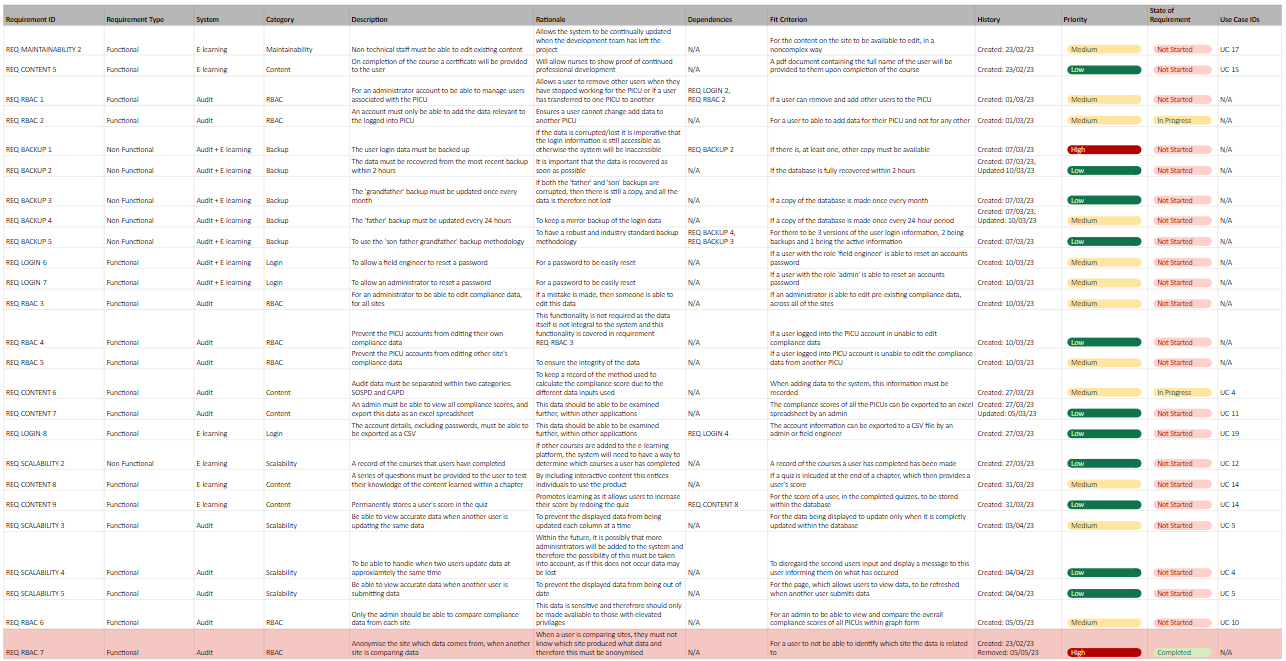 Requirement ID	Requirement Type	System	Category	Description	Rationale	Dependencies	Fit Criterion	History	Priority	State of Requirement	Use Case IDs
REQ MAINTAINABILITY 2	Functional	E-learning	Maintainability	Non-technical staff must be able to edit existing content	Allows the system to be continually updated when the development team has left the project	N/A	For the content on the site to be available to edit, in a noncomplex way	Created: 23/02/23	Medium	Not Started	UC 17
REQ CONTENT 5	Functional	E-learning	Content	On completion of the course a certificate will be provided to the user	Will allow nurses to show proof of continued professional development	N/A	A pdf document containing the full name of the user will be provided to them upon completion of the course	Created: 23/02/23	Low	Not Started	UC 15
REQ RBAC 1	Functional	Audit	RBAC	For an administrator account to be able to manage users associated with the PICU	Allows a user to remove other users when they have stopped working for the PICU or if a user has transferred to one PICU to another	REQ LOGIN 2, REQ RBAC 2	If a user can remove and add other users to the PICU	Created: 01/03/23	Medium	Not Started	N/A
REQ RBAC 2	Functional	Audit	RBAC	An account must only be able to add the data relevant to the logged into PICU	Ensures a user cannot change add data to another PICU	N/A	For a user to able to add data for their PICU and not for any other	Created: 01/03/23	Medium	In Progress	N/A
REQ BACKUP 1	Non-Functional	Audit + E learning	Backup	The user login data must be backed up	If the data is corrupted/lost it is imperative that the login information is still accessible as otherwise the system will be inaccessible	REQ BACKUP 2	If there is, at least one, other copy must be available	Created: 07/03/23	High	Not Started	N/A
REQ BACKUP 2	Non-Functional	Audit + E learning	Backup	The data must be recovered from the most recent backup within 2 hours	It is important that the data is recovered as soon as possible	N/A	If the database is fully recovered within 2 hours	Created: 07/03/23, Updated 10/03/23	Low	Not Started	N/A
REQ BACKUP 3	Non-Functional	Audit + E learning	Backup	The 'grandfather' backup must be updated once every month	If both the 'father' and 'son' backups are corrupted, then there is still a copy, and all the data is therefore not lost	N/A	If a copy of the database is made once every month	Created: 07/03/23	Low	Not Started	N/A
REQ BACKUP 4	Non-Functional	Audit + E learning	Backup	The 'father' backup must be updated every 24 hours	To keep a mirror backup of the login data	N/A	If a copy of the database is made once every 24-hour period	Created: 07/03/23, Updated: 10/03/23	Medium	Not Started	N/A
REQ BACKUP 5	Non-Functional	Audit + E learning	Backup	To use the 'son-father grandfather' backup methodology	To have a robust and industry standard backup methodology	REQ BACKUP 4, REQ BACKUP 3	For there to be 3 versions of the user login information, 2 being backups and 1 being the active information	Created: 07/03/23	Low	Not Started	N/A
REQ LOGIN 6	Functional	Audit + E learning	Login	To allow a field engineer to reset a password	For a password to be easily reset	N/A	If a user with the role 'field engineer' is able to reset an accounts password	Created: 10/03/23	Medium	Not Started	N/A
REQ LOGIN 7	Functional	Audit + E learning	Login	To allow an administrator to reset a password	For a password to be easily reset	N/A	If a user with the role 'admin' is able to reset an accounts password	Created: 10/03/23	Medium	Not Started	N/A
REQ RBAC 3	Functional	Audit	RBAC	For an administrator to be able to edit compliance data, for all sites	If a mistake is made, then someone is able to edit this data	N/A	If an administrator is able to edit pre-existing compliance data, across all of the sites	Created: 10/03/23	Medium	Not Started	N/A
REQ RBAC 4	Functional	Audit	RBAC	Prevent the PICU accounts from editing their own compliance data	This functionality is not required as the data itself is not integral to the system and this functionality is covered in requirement REQ RBAC 3	N/A	If a user logged into the PICU account in unable to edit compliance data	Created: 10/03/23	Low	Not Started	N/A
REQ RBAC 5	Functional	Audit	RBAC	Prevent the PICU accounts from editing other site's compliance data	To ensure the integrity of the data	N/A	If a user logged into PICU account is unable to edit the compliance data from another PICU	Created: 10/03/23	Medium	Not Started	N/A
REQ CONTENT 6	Functional	Audit	Content	Audit data must be separated within two categories: SOSPD and CAPD	To keep a record of the method used to calculate the compliance score due to the different data inputs used	N/A	When adding data to the system, this information must be recorded	Created: 27/03/23	Medium	In Progress	UC 4
REQ CONTENT 7	Functional	Audit	Content	An admin must be able to view all compliance scores, and export this data as an excel spreadsheet	This data should be able to be examined further, within other applications	N/A	The compliance scores of all the PICUs can be exported to an excel spreadsheet by an admin	Created: 27/03/23 Updated: 05/03/23	Low	Not Started	UC 11
REQ LOGIN 8	Functional	E-learning	Login	The account details, excluding passwords, must be able to be exported as a CSV	This data should be able to be examined further, within other applications	REQ LOGIN 4	The account information can be exported to a CSV file by an admin or field engineer	Created: 27/03/23	Low	Not Started	UC 19
REQ SCALABILITY 2	Non-Functional	E-learning	Scalability	A record of the courses that users have completed	If other courses are added to the e-learning platform, the system will need to have a way to determine which courses a user has completed	N/A	A record of the courses a user has completed has been made	Created: 27/03/23	Low	Not Started	UC 12
REQ CONTENT 8	Functional	E-learning	Content	A series of questions must be provided to the user to test their knowledge of the content learned within a chapter	By including interactive content this entices individuals to use the product	N/A	If a quiz is inlcuded at the end of a chapter, which then provides a user's score	Created: 31/03/23	Medium	Not Started	UC 14
REQ CONTENT 9	Functional	E-learning	Content	Permanently stores a user's score in the quiz	Promotes learning as it allows users to increase their score by redoing the quiz	REQ CONTENT 8	For the score of a user, in the completed quizzes, to be stored within the database	Created: 31/03/23	Low	Not Started	UC 14
REQ SCALABILITY 3	Functional	Audit	Scalability	Be able to view accurate data when another user is updating the same data	To prevent the displayed data from being updated each column at a time	N/A	For the data being displayed to update only when it is completly updated within the database	Created: 03/04/23	Medium	Not Started	UC 5
REQ SCALABILITY 4	Functional	Audit	Scalability	To be able to handle when two users update data at approxiamtely the same time	Within the future, it is possibly that more admininstrators will be added to the system and therefore the possibility of this must be taken into account, as if this does not occur data may be lost	N/A	To disregard the second users input and display a message to this user informing them on what has occured	Created: 04/04/23	Low	Not Started	UC 4
REQ SCALABILITY 5	Functional	Audit	Scalability	Be able to view accurate data when another user is submitting data	To prevent the displayed data from being out of date	N/A	For the page, which allows users to view data, to be refreshed when another user submits data	Created: 04/04/23	Low	Not Started	UC 5
REQ RBAC 6	Functional	Audit	RBAC	Only the admin should be able to compare compliance data from each site	This data is sensitive and therefrore should only be made avaliable to those with elevated privilages	N/A	For an admin to be able to view and compare the overall compliance scores of all PICUs within graph form	Created: 05/05/23	Medium	Not Started	UC 10
REQ RBAC 7	Functional	Audit	RBAC	Anonymise the site which data comes from, when another site is comparing data	When a user is comparing sites, they must not know which site produced what data and therefore this must be anonymised	N/A	For a user to not be able to identify which site the data is related to	Created: 23/02/23 Removed: 05/05/23	High	Completed	N/A